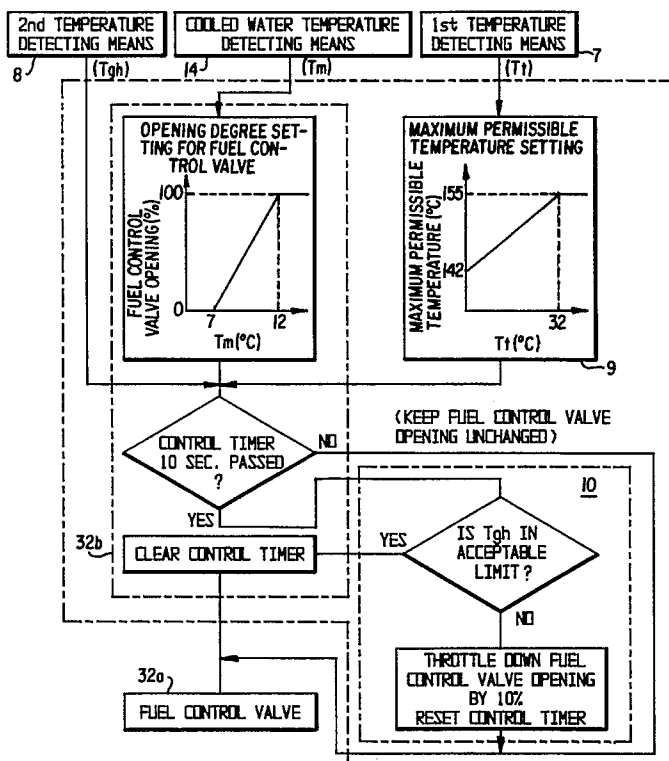 2nd TEMPERATURE
DETECTING MEANS
COOLED WATER TEMPERATURE
DETECTING MEANS
1st TEMPERATURE
DETECTING MEANS
8
(Tgh)
14
(Tm)
(Tt)
7
OPENING DEGREE SET-
TING FOR FUEL CON-
TROL VALVE
FUEL CONTROL
VALVE OPENING(%)
100
0
7
12
Tm(°C)
MAXIMUM PERMISSIBLE
TEMPERATURE SETTING
MAXIMUM PERMISSIBLE
TEMPERATURE (°C)
155
142
32
Tt(°C)
9
CONTROL TIMER
10 SEC. PASSED
?
NO
YES
(KEEP FUEL CONTROL VALVE
OPENING UNCHANGED)
10
32b
CLEAR CONTROL TIMER
YES
IS Tgh IN
ACCEPTABLE
LIMIT?
NO
THROTTLE DOWN FUEL
CONTROL VALVE OPENING
BY 10%
RESET CONTROL TIMER
32a
FUEL CONTROL VALVE